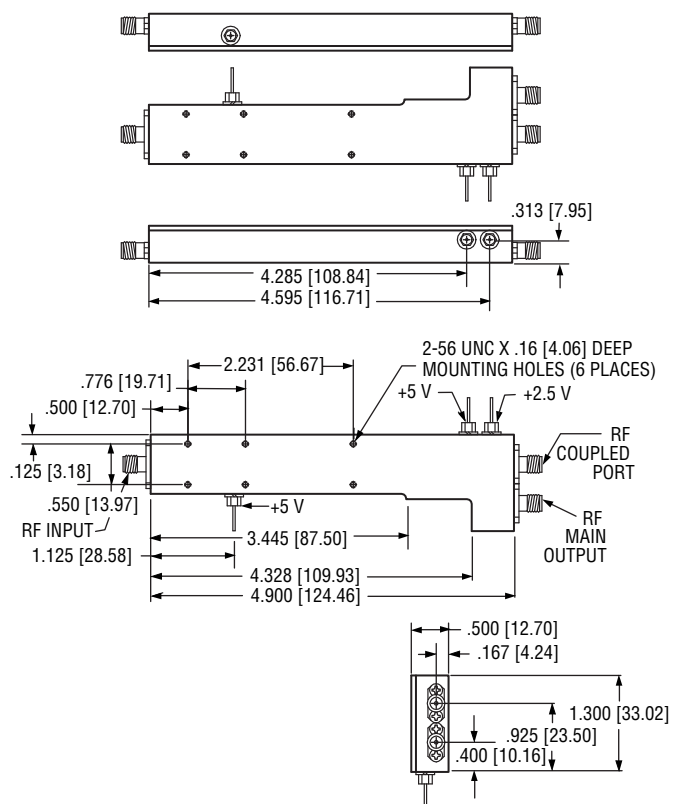 .313 [7.95]
4.285 [108.84]
4.595 [116.71]
2.231 [56.67]
2-56 UNC X .16 [4.06] DEEP
MOUNTING HOLES (6 PLACES)
.776 [19.71]
+5 V
+2.5 V
.500 [12.70]
RF
COUPLED
PORT
.125 [3.18]
.550 [13.97]
RF INPUT
+5 V
RF
MAIN
OUTPUT
3.445 [87.50]
1.125 [28.58]
4.328 [109.93]
4.900 [124.46]
.500 [12.70]
.167 [4.24]
1.300 [33.02]
.925 [23.50]
.400 [10.16]